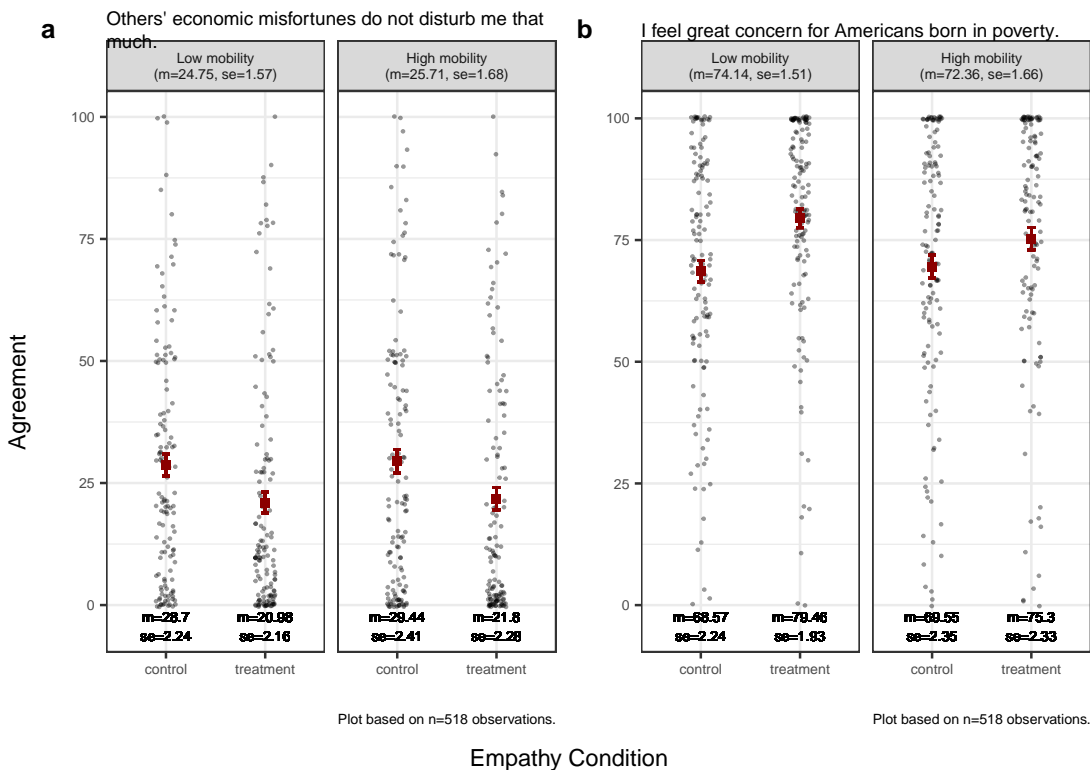 a
Others' economic misfortunes do not disturb me that
much.
Low mobility
(m=24.75, se=1.57)
High mobility
(m=25.71, se=1.68)
100
75
50
25
0
m=28.7
se=2.24
m=20.98
se=2.16
m=29.44
se=2.41
m=21.8
se=2.28
control
treatment
control
treatment
Plot based on n=518 observations.
b
I feel great concern for Americans born in poverty.
Low mobility
(m=74.14, se=1.51)
High mobility
(m=72.36, se=1.66)
100
75
50
25
0
m=68.57
se=2.24
m=79.46
se=1.93
m=69.55
se=2.35
m=75.3
se=2.33
control
treatment
control
treatment
Plot based on n=518 observations.
Agreement
Empathy Condition